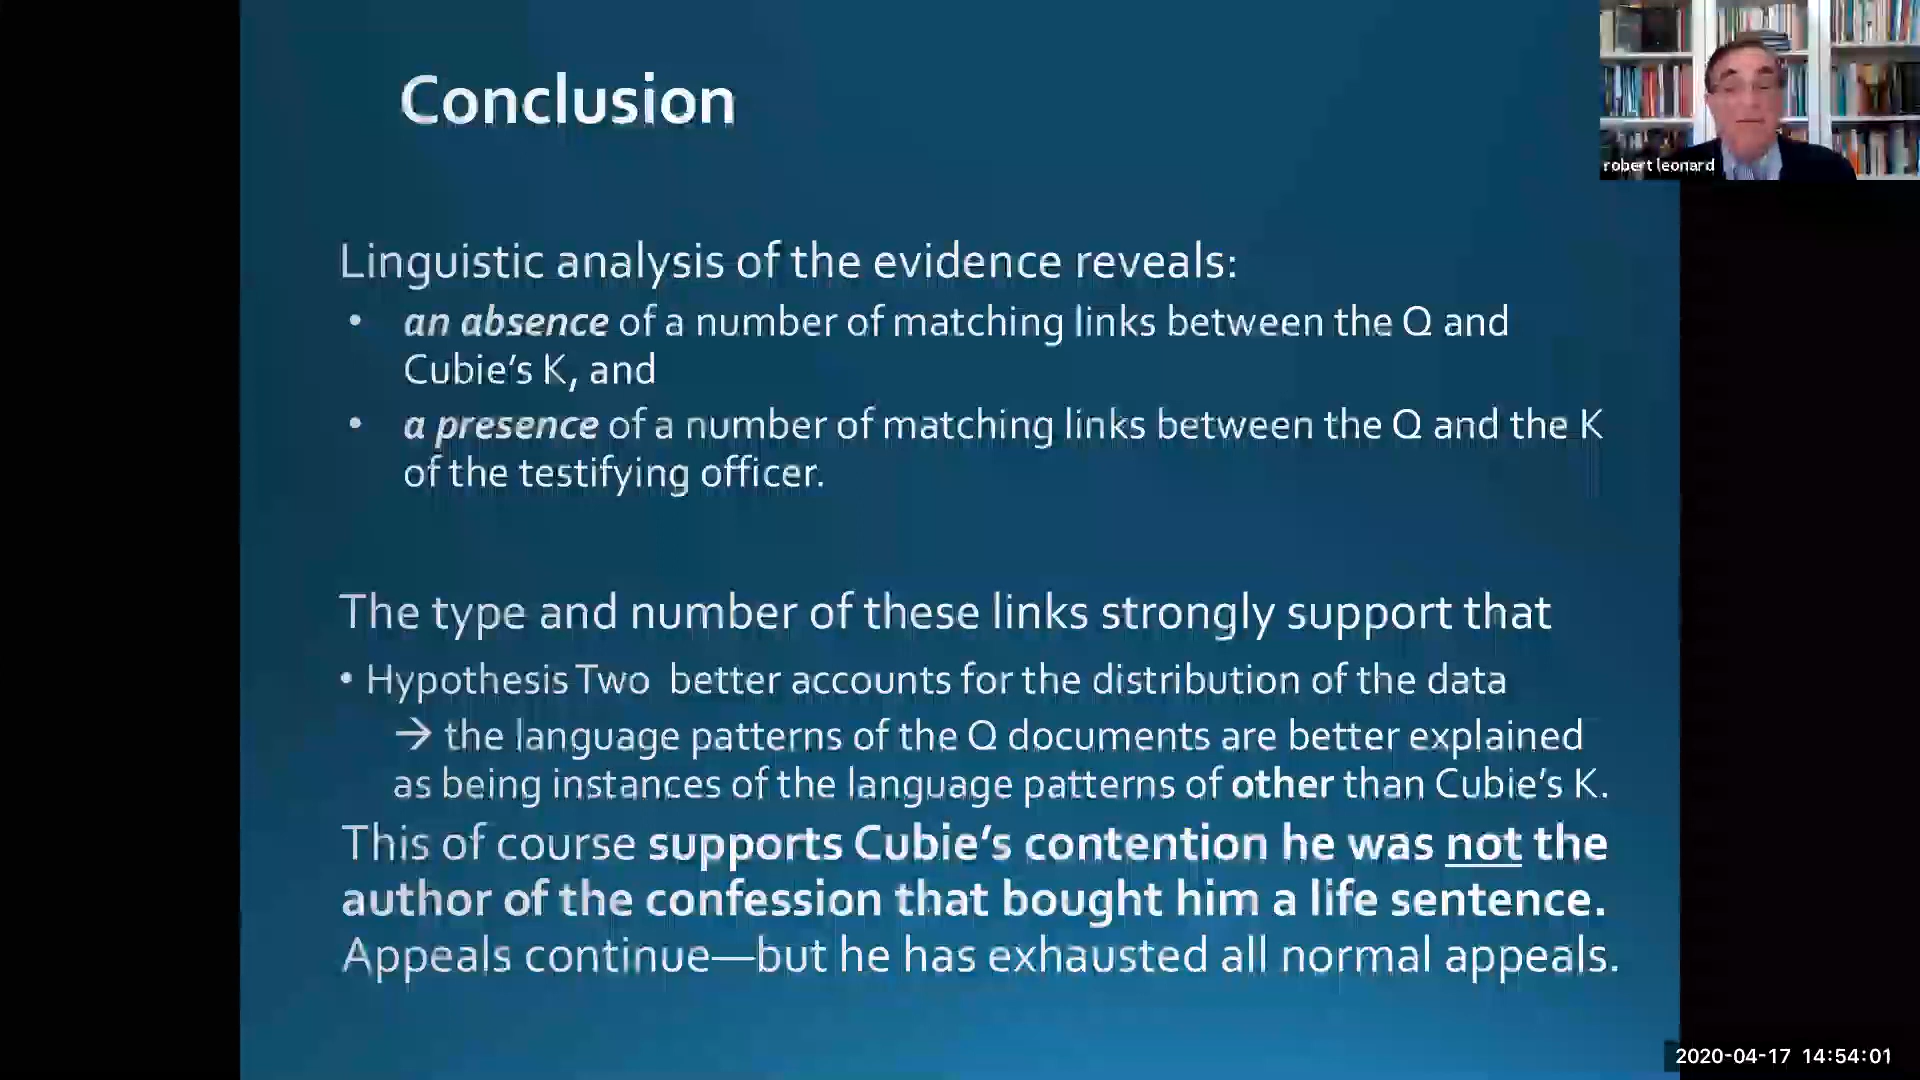 Conclusion
robert leonard
Linguistic analysis of the evidence reveals:
• an absence of a number of matching links between the Q and
Cubie’s K, and
• a presence of a number of matching links between the Q and the K
of the testifying officer.
The type and number of these links strongly support that
• Hypothesis Two better accounts for the distribution of the data
→ the language patterns of the Q documents are better explained
as being instances of the language patterns of other than Cubie’s K.
This of course supports Cubie’s contention he was not the
author of the confession that bought him a life sentence.
Appeals continue—but he has exhausted all normal appeals.
2020-04-17 14:54:01